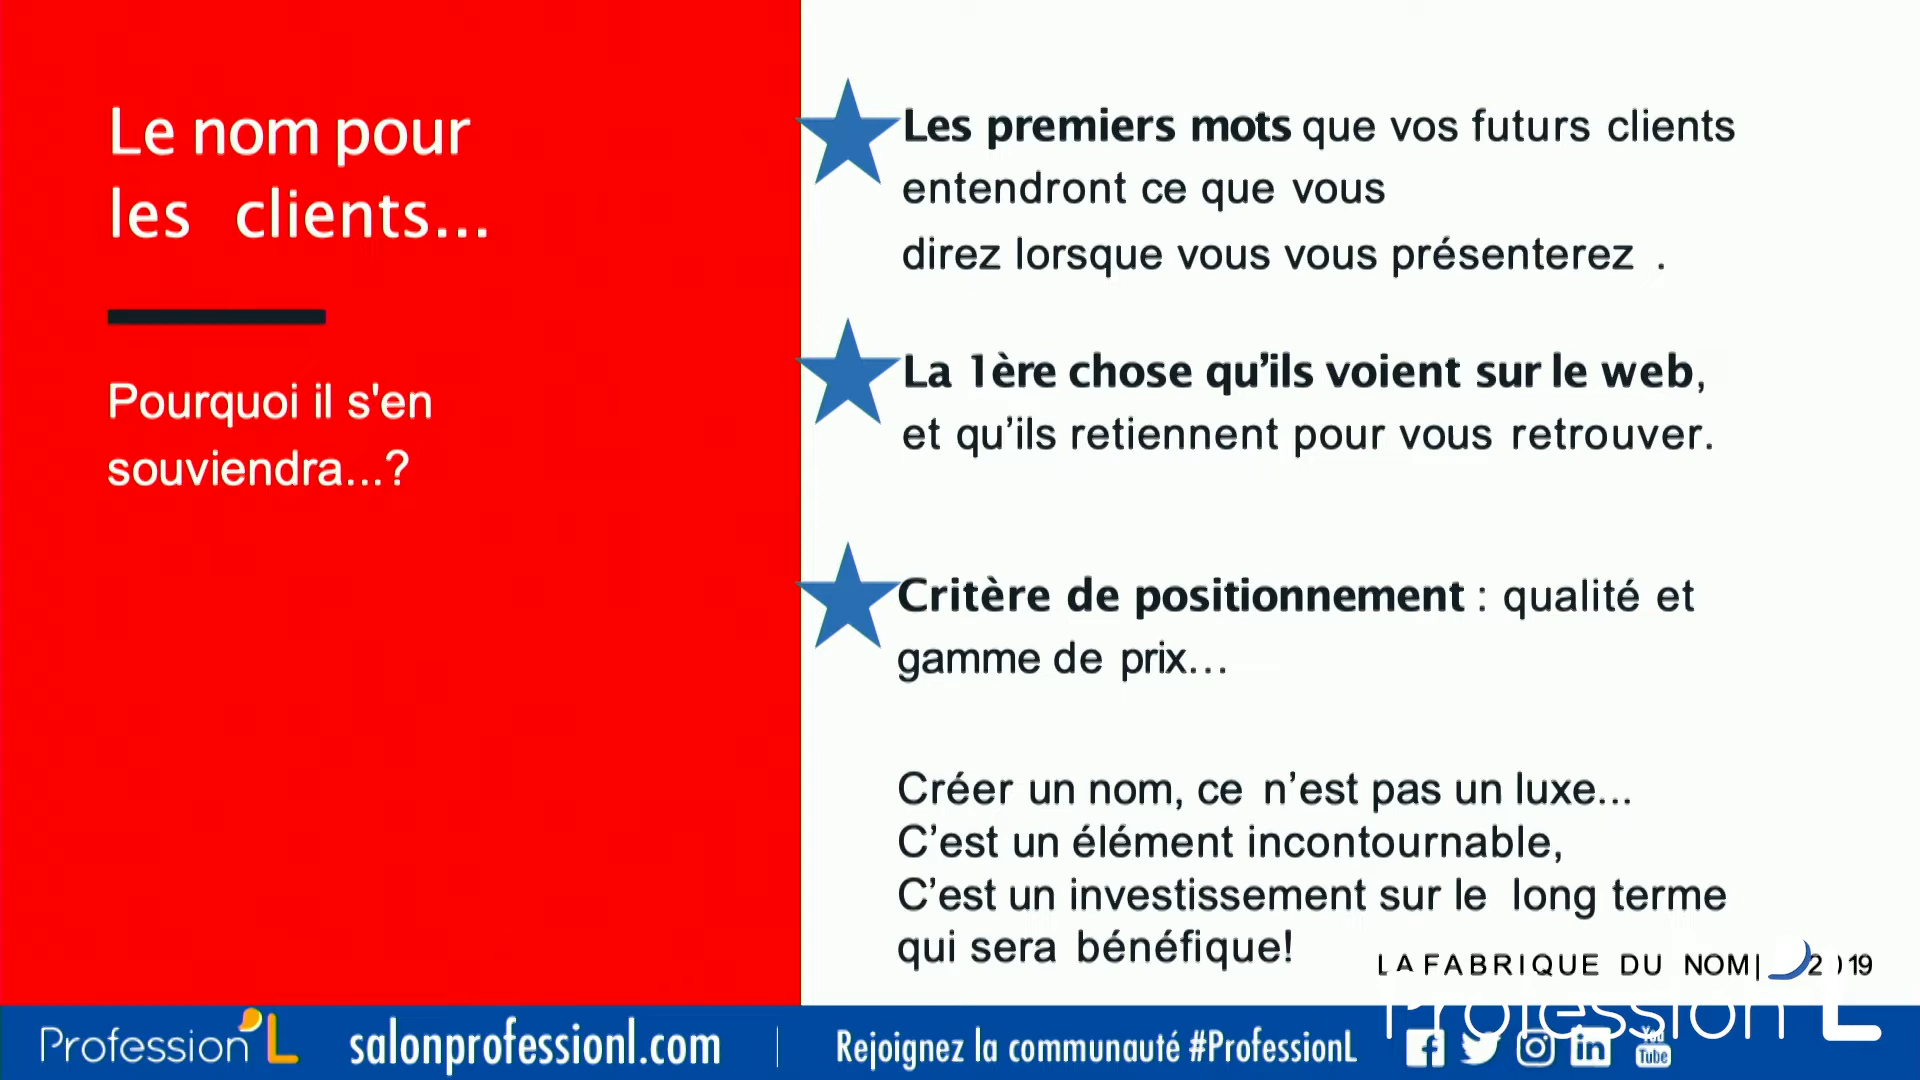 Le nom pour
les clients...
Pourquoi il s'en
souviendra...?
Les premiers mots que vos futurs clients
entendront ce que vous
direz lorsque vous vous présenterez .
La 1ère chose qu’ils voient sur le web,
et qu’ils retiennent pour vous retrouver.
Critère de positionnement : qualité et
gamme de prix...
Créer un nom, ce n’est pas un luxe...
C’est un élément incontournable,
C’est un investissement sur le long terme
qui sera bénéfique!
LA FABRIQUE DU NOM| 2019
Profession'L
Profession'L
salonprofessionl.com
Rejoignez la communauté #ProfessionL
You
Tube